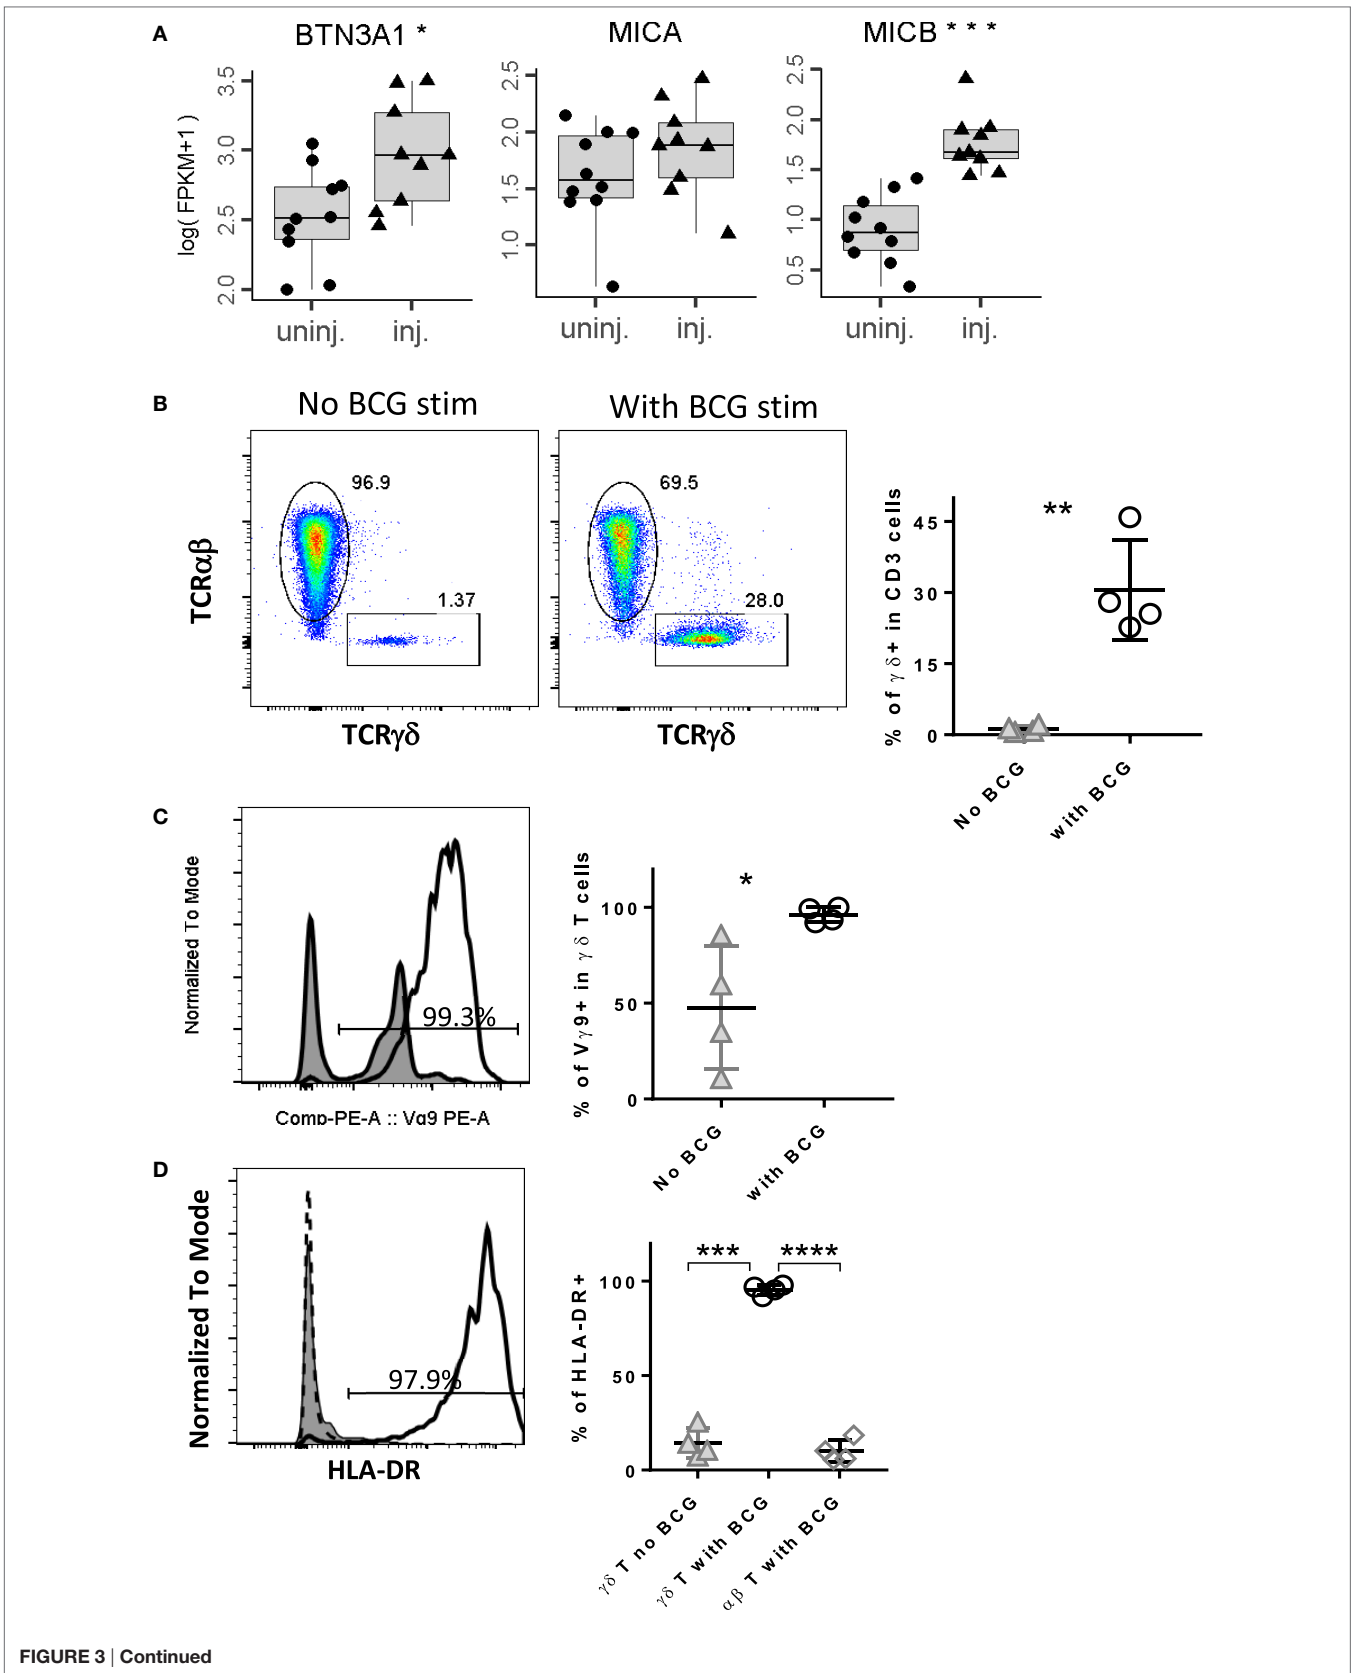 A
BTN3A1 *
MICA
MICB * * *
log( FPKM+1 )
3.5
3.0
2.5
2.0
uninj.
inj.
2.5
2.0
1.5
1.0
uninj.
inj.
2.5
2.0
1.5
1.0
0.5
uninj.
inj.
B
No BCG stim
With BCG stim
TCRαβ
96.9
1.37
TCRγδ
69.5
28.0
TCRγδ
% of γδ+ in CD3 cells
45
30
15
0
**
No BCG
with BCG
C
Normalized To Mode
99.3%
Comp-PE-A :: Vg9 PE-A
% of Vγ9+ in γδ T cells
100
50
0
*
No BCG
with BCG
D
Normalized To Mode
97.9%
HLA-DR
% of HLA-DR+
100
50
0
***
****
γδ T no BCG
γδ T with BCG
αβ T with BCG
FIGURE 3 | Continued